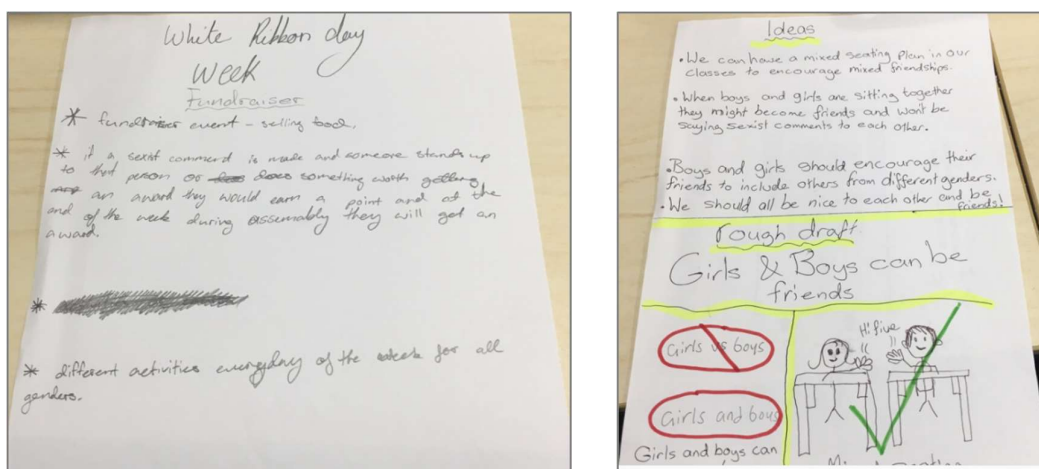 White Ribbon day
Week
Fundraiser
* fundraiser event - selling food.
* if a sexist commend is made and someone stands up
to that person or does something worth getting
an award they would earn a point and at the
end of the week during assemably they will get an
award.
*
* different activities everyday of the week for all
genders.
Ideas
• We can have a mixed seating plan in our
classes to encourage mixed friendships.
• When boys and girls are sitting together
they might become friends and won't be
saying sexist comments to each other.
• Boys and girls should encourage their
friends to include others from different genders.
• We should all be nice to each other and be
friends!
rough draft
Girls & Boys can be
friends
Girls vs boys
Hi five
Girls and boys
Girls and boys can